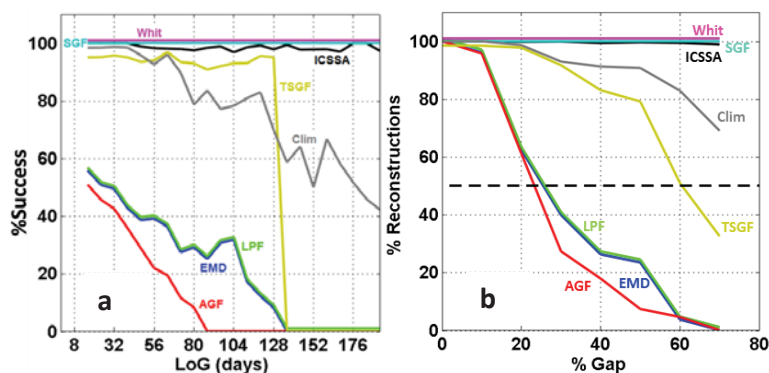 %Success
100
80
60
40
20
0
8
32
56
80
104
128
152
176
LoG (days)
Whit
SGF
ICSSA
TSGF
Clim
LPF
EMD
AGF
a
% Reconstructions
100
80
60
40
20
0
0
20
40
60
80
% Gap
Whit
SGF
ICSSA
Clim
TSGF
LPF
EMD
AGF
b